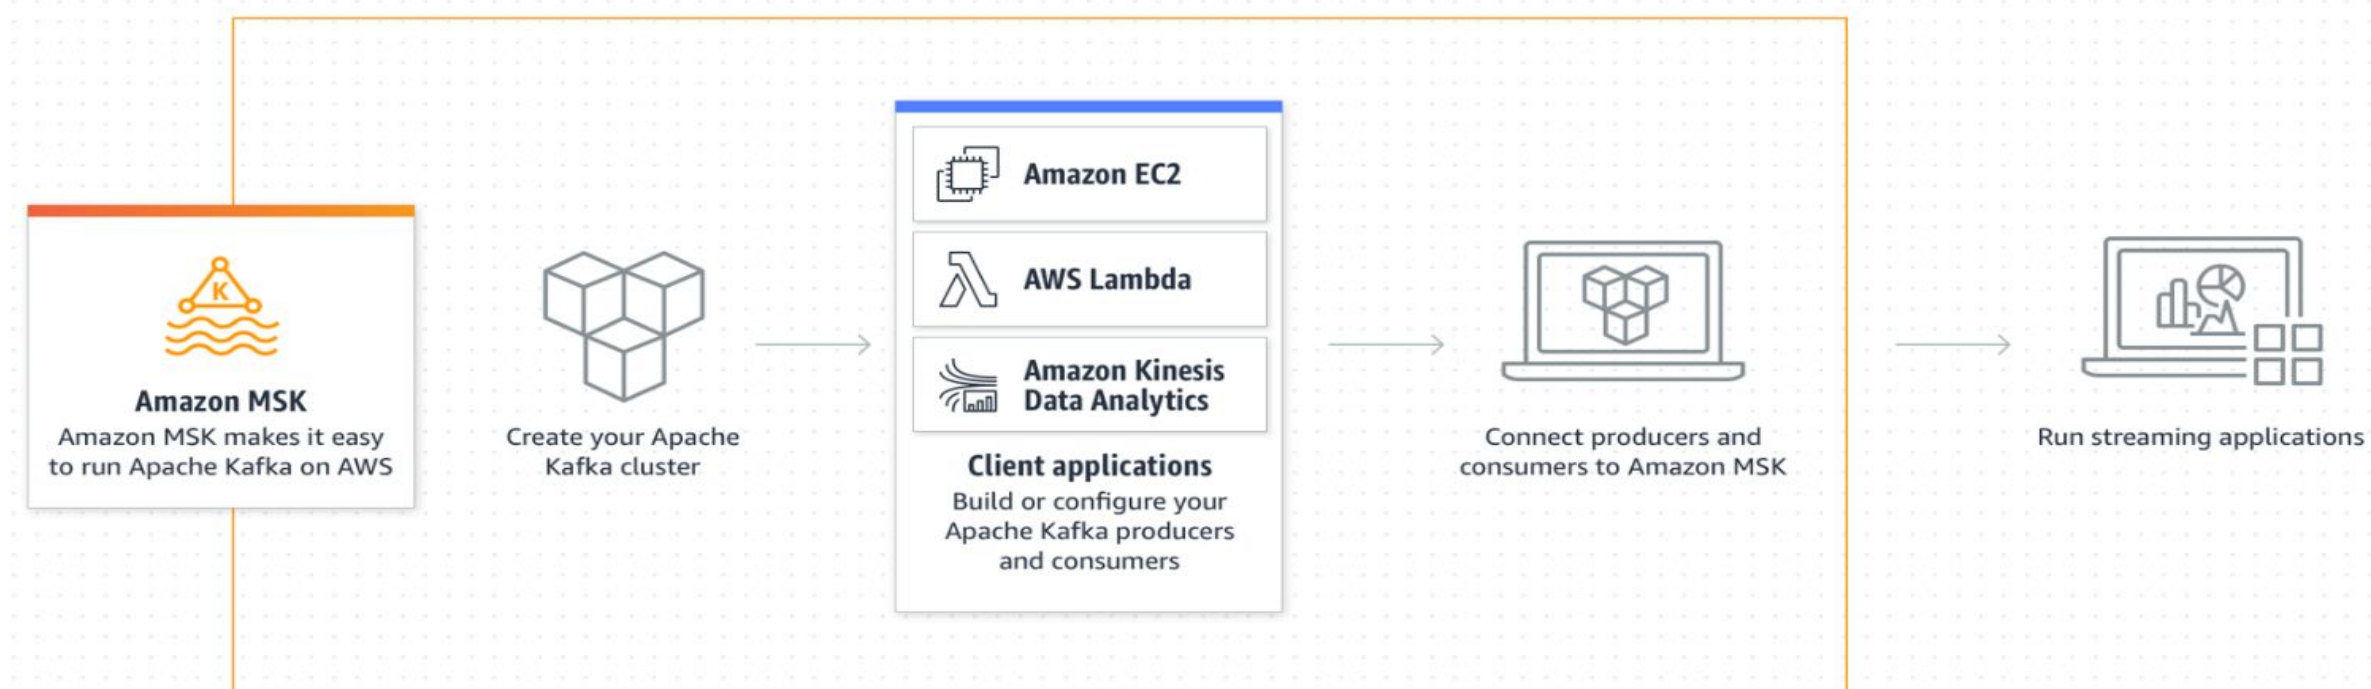 K
Amazon MSK
Amazon MSK makes it easy
to run Apache Kafka on AWS
Create your Apache
Kafka cluster
Amazon EC2
AWS Lambda
Amazon Kinesis
Data Analytics
Client applications
Build or configure your
Apache Kafka producers
and consumers
Connect producers and
consumers to Amazon MSK
Run streaming applications